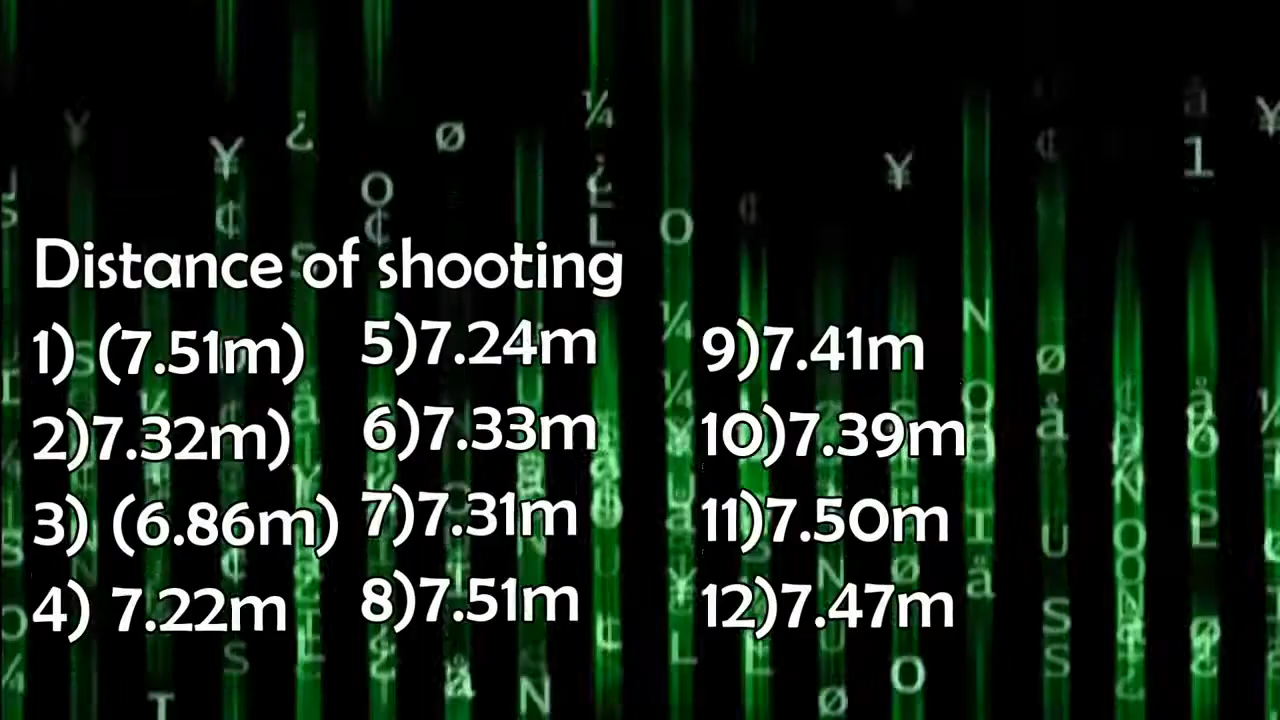 Distance of shooting
1) (7.51m)
2)7.32m)
3) (6.86m)
4) 7.22m
5)7.24m
6)7.33m
7)7.31m
8)7.51m
9)7.41m
10)7.39m
11)7.50m
12)7.47m